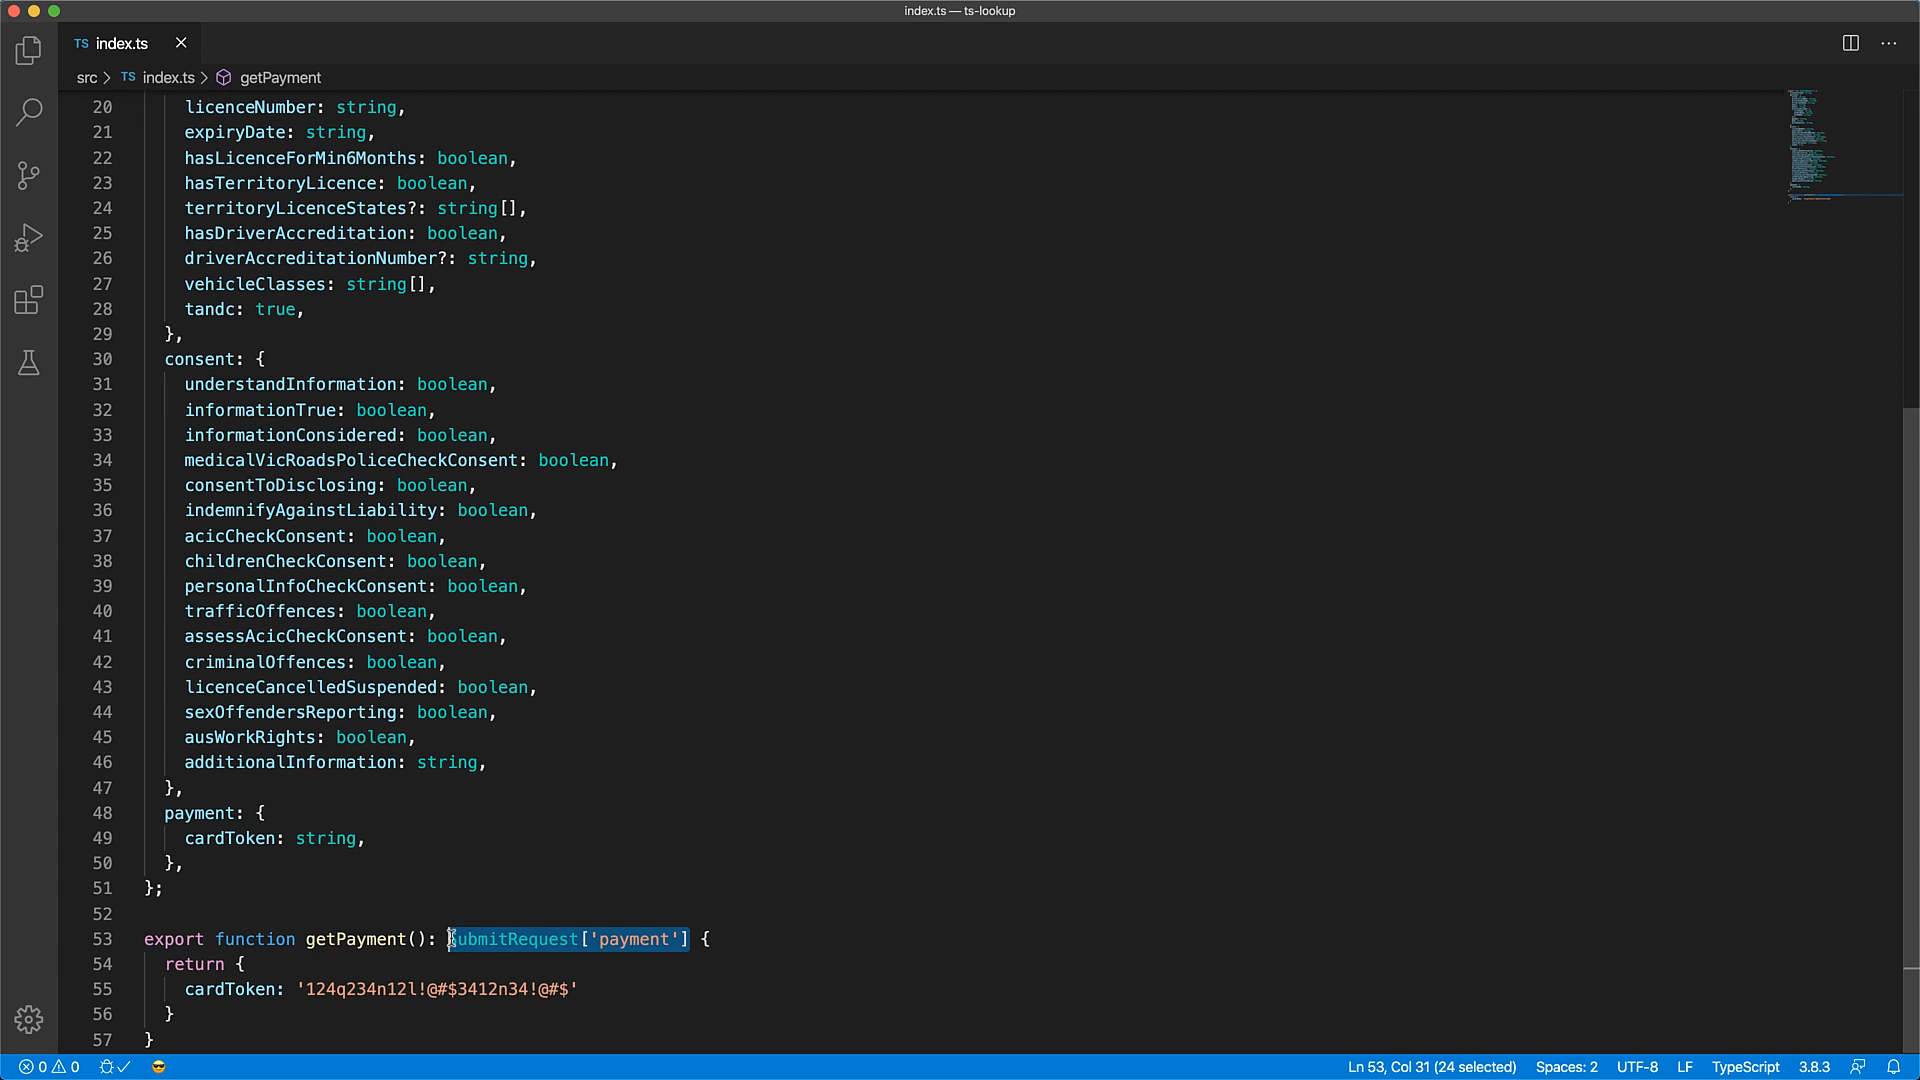 index.ts — ts-lookup
TS index.ts
src > TS index.ts > getPayment
20 licenceNumber: string,
21 expiryDate: string,
22 hasLicenceForMin6Months: boolean,
23 hasTerritoryLicence: boolean,
24 territoryLicenceStates?: string[],
25 hasDriverAccreditation: boolean,
26 driverAccreditationNumber?: string,
27 vehicleClasses: string[],
28 tandc: true,
29 },
30 consent: {
31 understandInformation: boolean,
32 informationTrue: boolean,
33 informationConsidered: boolean,
34 medicalVicRoadsPoliceCheckConsent: boolean,
35 consentToDisclosing: boolean,
36 indemnifyAgainstLiability: boolean,
37 acicCheckConsent: boolean,
38 childrenCheckConsent: boolean,
39 personalInfoCheckConsent: boolean,
40 trafficOffences: boolean,
41 assessAcicCheckConsent: boolean,
42 criminalOffences: boolean,
43 licenceCancelledSuspended: boolean,
44 sexOffendersReporting: boolean,
45 ausWorkRights: boolean,
46 additionalInformation: string,
47 },
48 payment: {
49 cardToken: string,
50 },
51 };
52
53 export function getPayment(): SubmitRequest['payment'] {
54 return {
55 cardToken: '124q234n12l!@#$3412n34!@#$'
56 }
57 }
0 0 Ln 53, Col 31 (24 selected) Spaces: 2 UTF-8 LF TypeScript 3.8.3